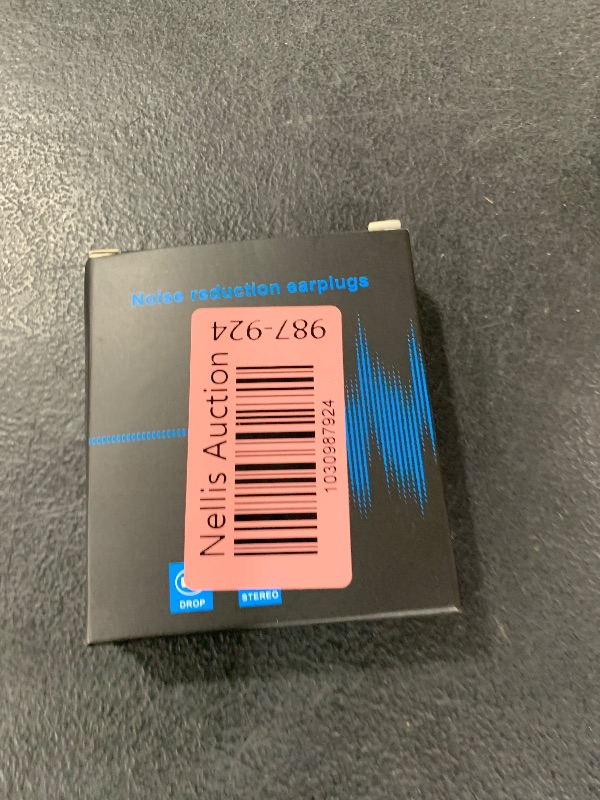 Noise reduction earplugs
987-924
Nellis Auction
1030987924
DROP
STEREO